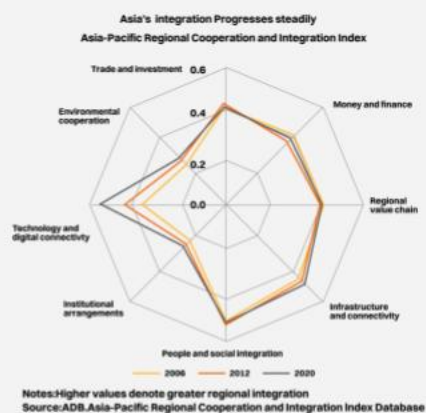 Asia's integration Progresses steadily
Asia-Pacific Regional Cooperation and Integration Index
Trade and investment
0.6
Environmental
cooperation
0.4
Money and finance
0.2
0.0
Regional
value chain
Technology and
digital connectivity
Institutional
arrangements
Infrastructure
and connectivity
People and social integration
2006 2012 2020
Notes:Higher values denote greater regional integration
Source:ADB.Asia-Pacific Regional Cooperation and Integration Index Database